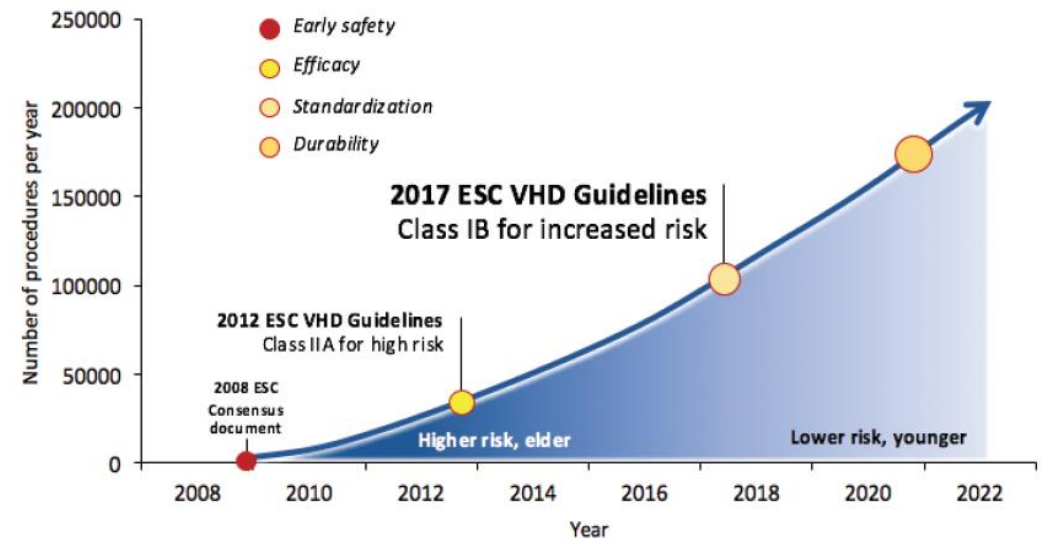 250000
Early safety
Efficacy
200000
Standardization
Durability
2017 ESC VHD Guidelines
150000
Class IB for increased risk
Number of procedures per year
100000
2012 ESC VHD Guidelines
Class IIA for high risk
50000
2008 ESC
Consensus
document
Higher risk, elder
Lower risk, younger
0
2008 2010 2012 2014 2016 2018 2020 2022
Year